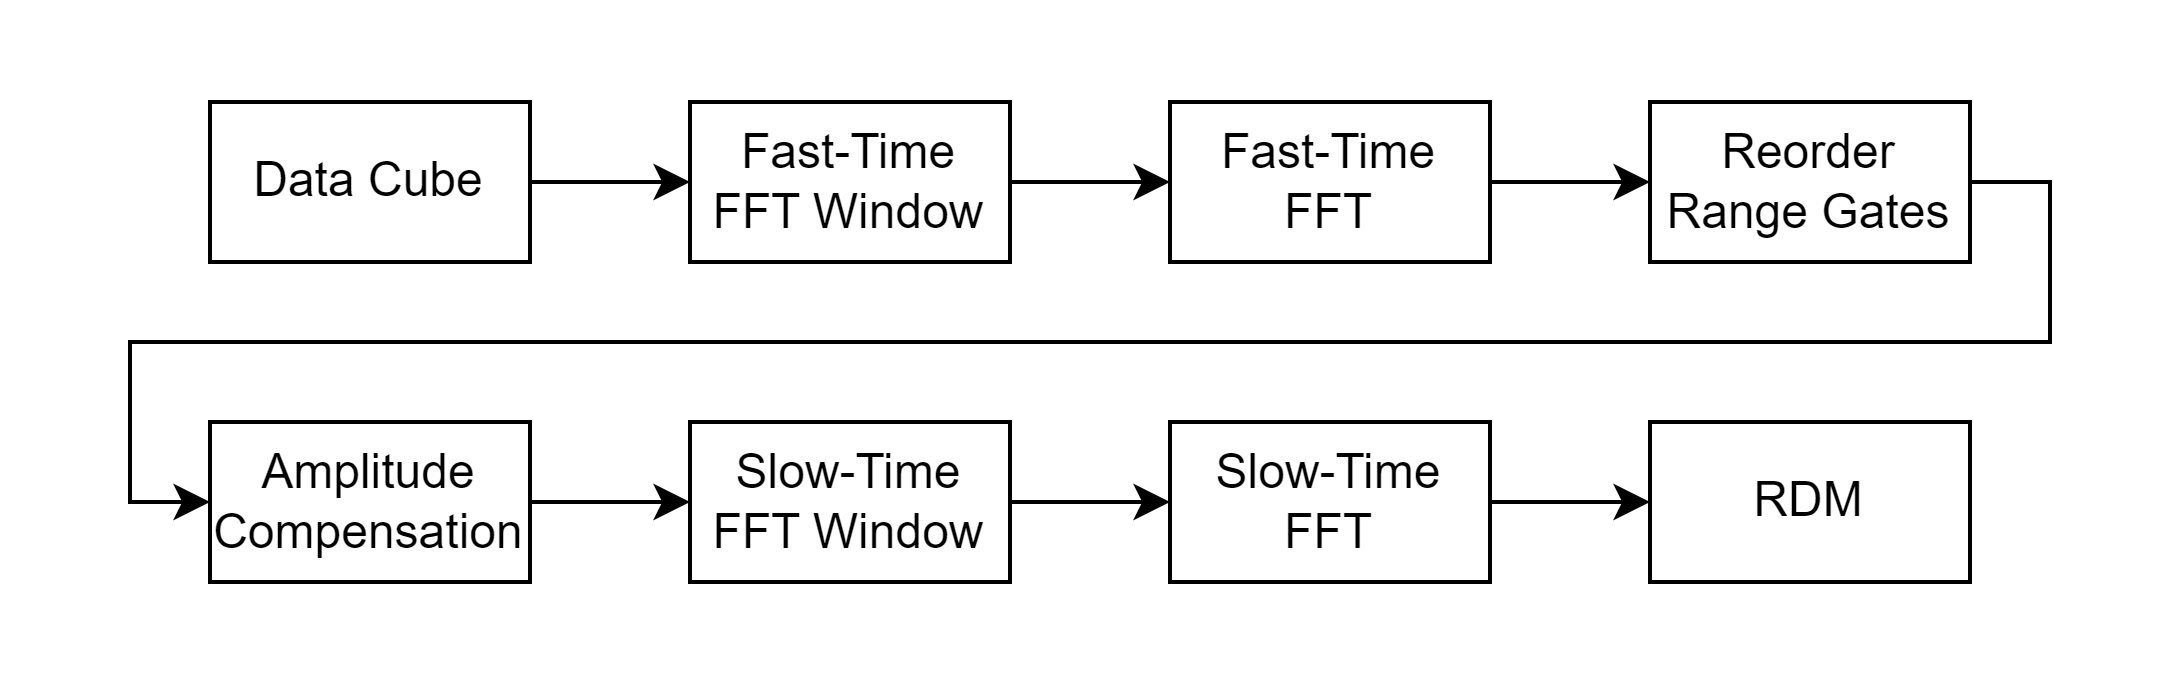 Data Cube
Fast-Time
FFT Window
Fast-Time
FFT
Reorder
Range Gates
Amplitude
Compensation
Slow-Time
FFT Window
Slow-Time
FFT
RDM